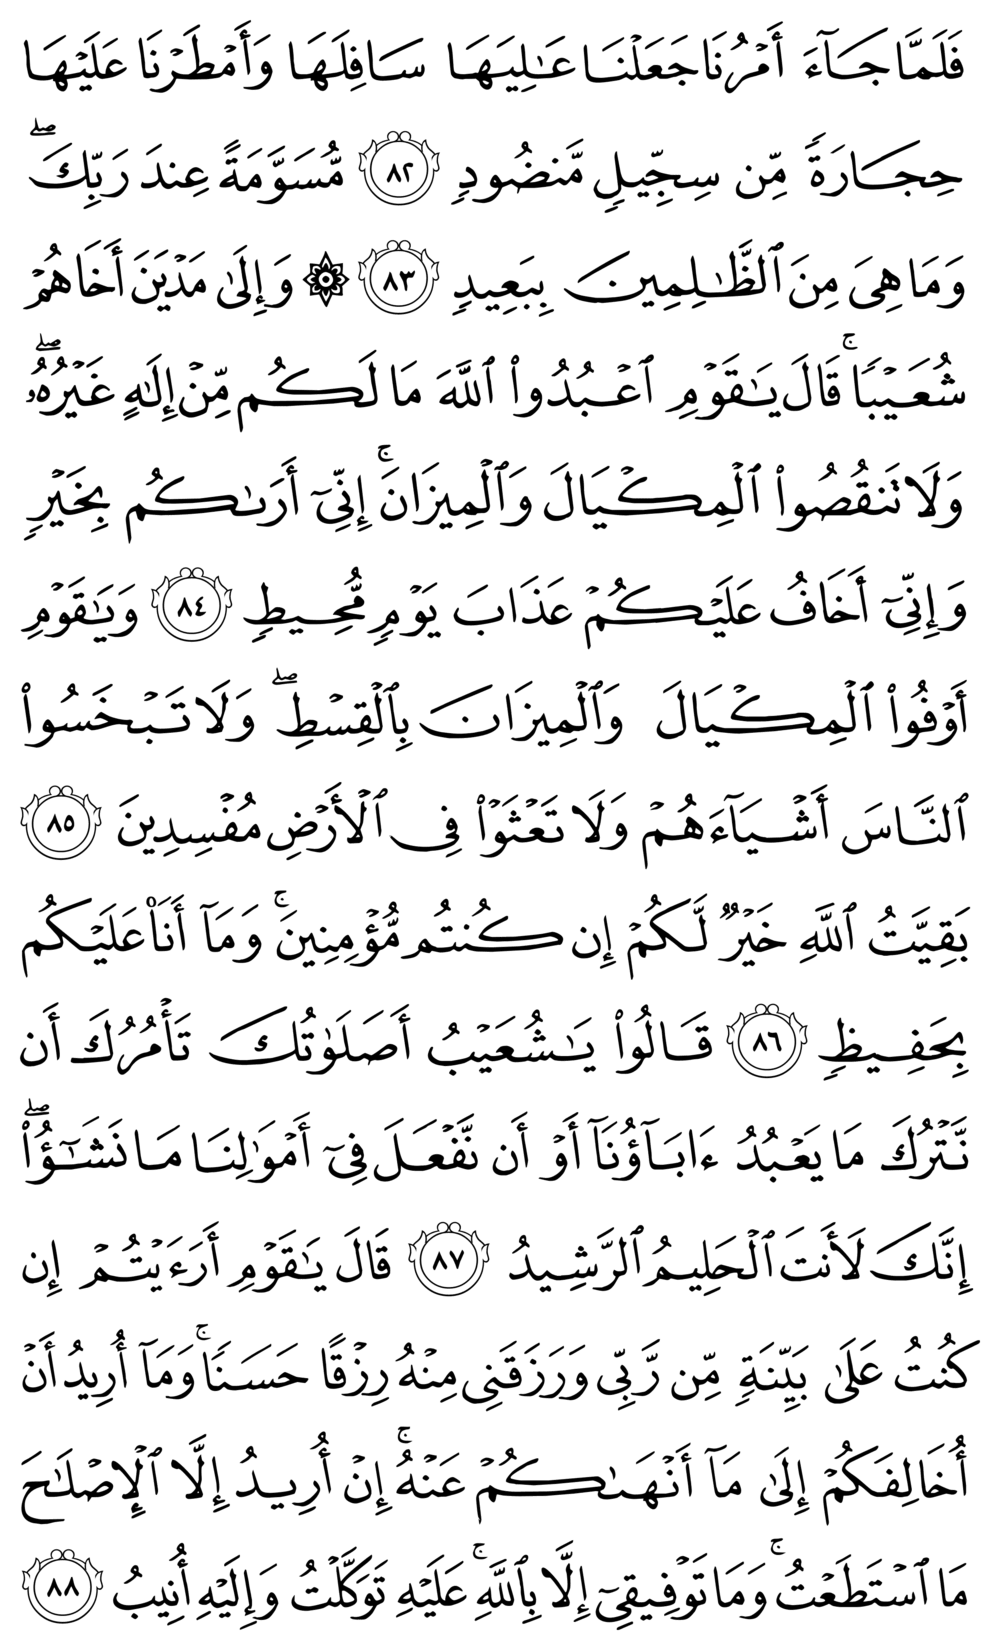 فَلَمَّا جَآءَ أَمۡرُنَا جَعَلۡنَا عَٰلِيَهَا سَافِلَهَا وَأَمۡطَرۡنَا عَلَيۡهَا
حِجَارَةٗ مِّن سِجِّيلٖ مَّنضُودٖ ٨٢ مُّسَوَّمَةً عِندَ رَبِّكَۖ
وَمَا هِيَ مِنَ ٱلظَّٰلِمِينَ بِبَعِيدٖ ٨٣ ۞ وَإِلَىٰ مَدۡيَنَ أَخَاهُمۡ
شُعَيۡبٗاۚ قَالَ يَٰقَوۡمِ ٱعۡبُدُواْ ٱللَّهَ مَا لَكُم مِّنۡ إِلَٰهٍ غَيۡرُهُۥۖ
وَلَا تَنقُصُواْ ٱلۡمِكۡيَالَ وَٱلۡمِيزَانَۚ إِنِّيٓ أَرَىٰكُم بِخَيۡرٖ
وَإِنِّيٓ أَخَافُ عَلَيۡكُمۡ عَذَابَ يَوۡمٖ مُّحِيطٖ ٨٤ وَيَٰقَوۡمِ
أَوۡفُواْ ٱلۡمِكۡيَالَ وَٱلۡمِيزَانَ بِٱلۡقِسۡطِۖ وَلَا تَبۡخَسُواْ
ٱلنَّاسَ أَشۡيَآءَهُمۡ وَلَا تَعۡثَوۡاْ فِي ٱلۡأَرۡضِ مُفۡسِدِينَ ٨٥
بَقِيَّتُ ٱللَّهِ خَيۡرٞ لَّكُمۡ إِن كُنتُم مُّؤۡمِنِينَۚ وَمَآ أَنَا۠ عَلَيۡكُم
بِحَفِيظٖ ٨٦ قَالُواْ يَٰشُعَيۡبُ أَصَلَوٰتُكَ تَأۡمُرُكَ أَن
نَّتۡرُكَ مَا يَعۡبُدُ ءَابَآؤُنَآ أَوۡ أَن نَّفۡعَلَ فِيٓ أَمۡوَٰلِنَا مَا نَشَٰٓؤُاْۖ
إِنَّكَ لَأَنتَ ٱلۡحَلِيمُ ٱلرَّشِيدُ ٨٧ قَالَ يَٰقَوۡمِ أَرَءَيۡتُمۡ إِن
كُنتُ عَلَىٰ بَيِّنَةٖ مِّن رَّبِّي وَرَزَقَنِي مِنۡهُ رِزۡقًا حَسَنٗاۚ وَمَآ أُرِيدُ أَنۡ
أُخَالِفَكُمۡ إِلَىٰ مَآ أَنۡهَىٰكُمۡ عَنۡهُۚ إِنۡ أُرِيدُ إِلَّا ٱلۡإِصۡلَٰحَ
مَا ٱسۡتَطَعۡتُۚ وَمَا تَوۡفِيقِيٓ إِلَّا بِٱللَّهِۚ عَلَيۡهِ تَوَكَّلۡتُ وَإِلَيۡهِ أُنِيبُ ٨٨